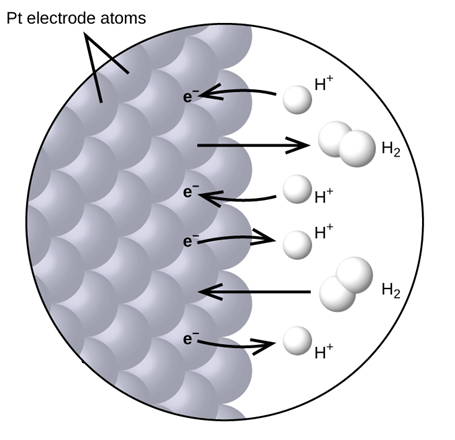 Pt electrode atoms
H⁺
e⁻
H₂
e⁻
H⁺
e⁻
H⁺
H₂
e⁻
H⁺